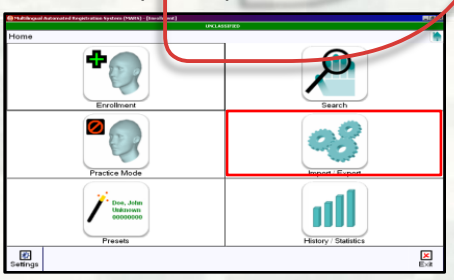 Multilingual Automated Registration System (MARS) - [Enrollment]
UNCLASSIFIED
Home
Enrollment
Search
Practice Mode
Import / Export
Doe, John
Unknown
00000000
Presets
History / Statistics
Settings
Exit